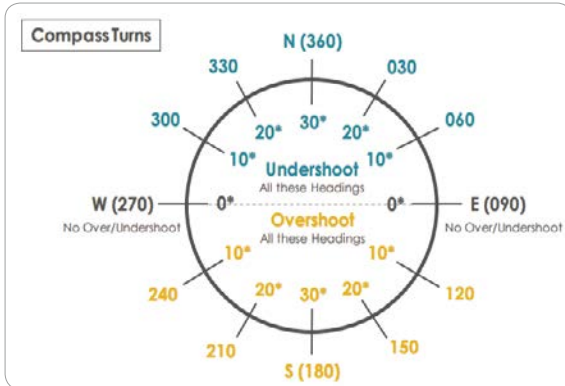 Compass Turns
N (360)
330
030
300
060
30*
20*
20*
10*
10*
Undershoot
All these Headings
W (270)
0*
0*
E (090)
No Over/Undershoot
No Over/Undershoot
Overshoot
All these Headings
10*
10*
240
120
20*
30*
20*
210
150
S (180)